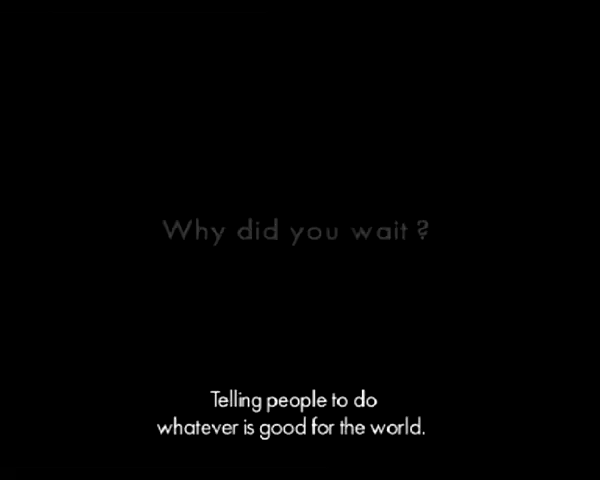 Why did you wait ?
Telling people to do
whatever is good for the world.